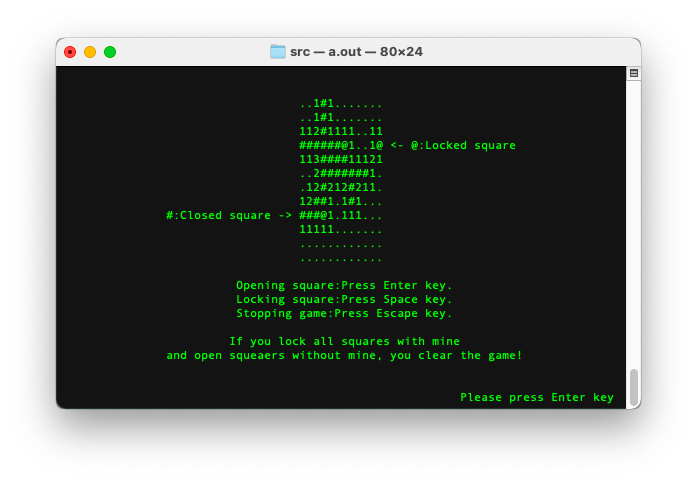 src — a.out — 80×24
..1#1.......
..1#1.......
112#1111..11
######@1..1@ <- @:Locked square
113####11121
..2#######1.
.12#212#211.
12##1.1#1...
#:Closed square -> ###@1.111...
11111.......
............
............
Opening square:Press Enter key.
Locking square:Press Space key.
Stopping game:Press Escape key.
If you lock all squares with mine
and open squeaers without mine, you clear the game!
Please press Enter key